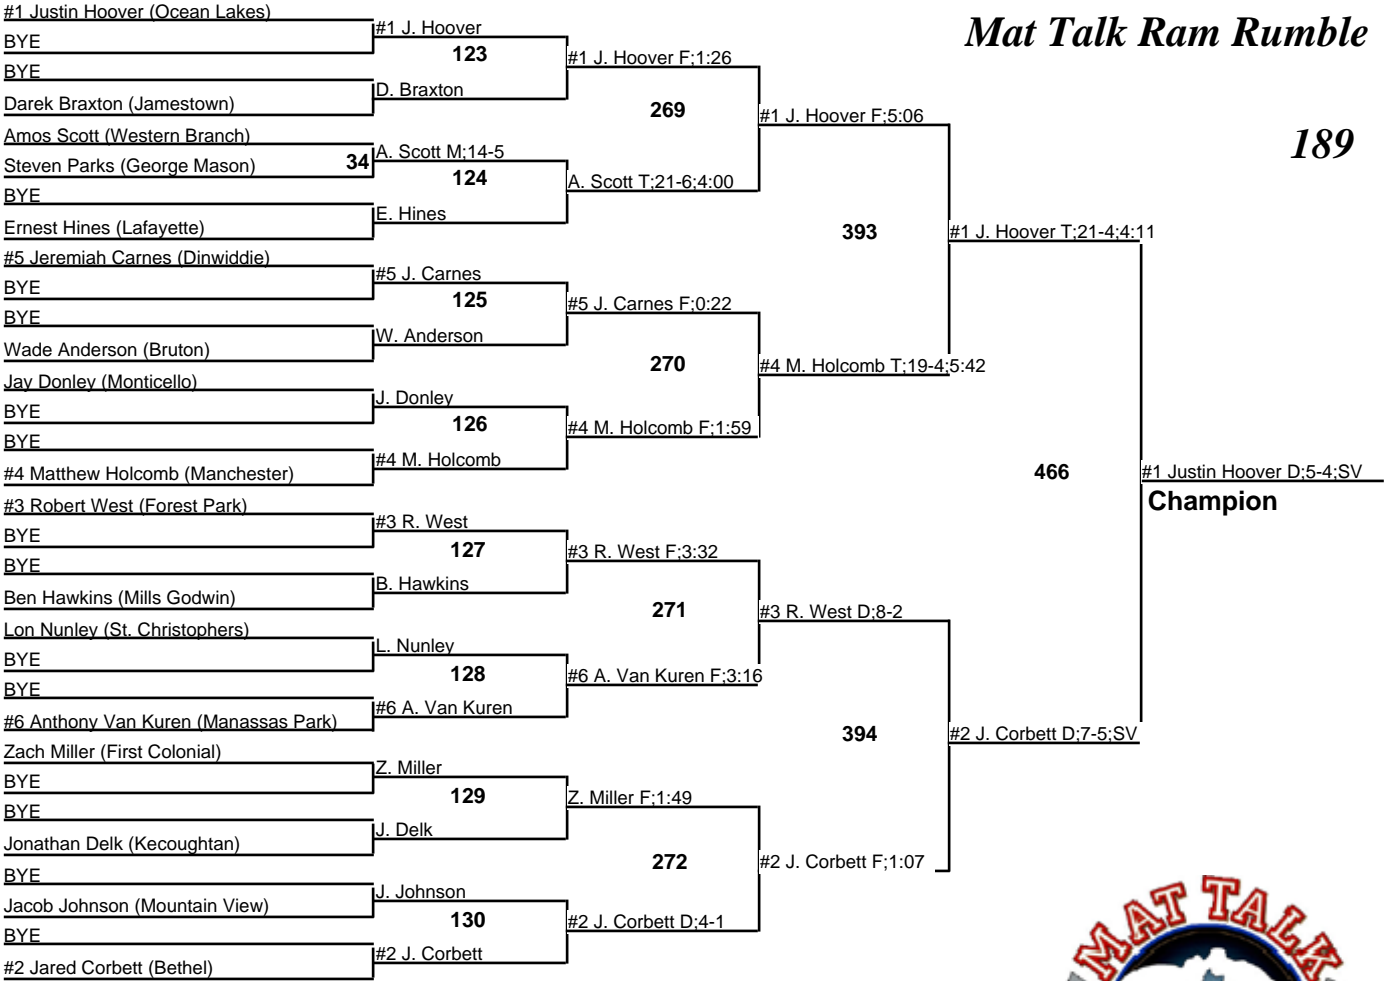 Mat Talk Ram Rumble
189
#1 Justin Hoover (Ocean Lakes)
BYE
BYE
Darek Braxton (Jamestown)
Amos Scott (Western Branch)
Steven Parks (George Mason)
BYE
Ernest Hines (Lafayette)
#5 Jeremiah Carnes (Dinwiddie)
BYE
BYE
Wade Anderson (Bruton)
Jay Donley (Monticello)
BYE
BYE
#4 Matthew Holcomb (Manchester)
#3 Robert West (Forest Park)
BYE
BYE
Ben Hawkins (Mills Godwin)
Lon Nunley (St. Christophers)
BYE
BYE
#6 Anthony Van Kuren (Manassas Park)
Zach Miller (First Colonial)
BYE
BYE
Jonathan Delk (Kecoughtan)
BYE
Jacob Johnson (Mountain View)
BYE
#2 Jared Corbett (Bethel)
34
#1 J. Hoover
123
D. Braxton
A. Scott M;14-5
124
E. Hines
#5 J. Carnes
125
W. Anderson
J. Donley
126
#4 M. Holcomb
#3 R. West
127
B. Hawkins
L. Nunley
128
#6 A. Van Kuren
Z. Miller
129
J. Delk
J. Johnson
130
#2 J. Corbett
#1 J. Hoover F;1:26
269
A. Scott T;21-6;4:00
#5 J. Carnes F;0:22
270
#4 M. Holcomb F;1:59
#3 R. West F;3:32
271
#6 A. Van Kuren F;3:16
Z. Miller F;1:49
272
#2 J. Corbett D;4-1
#1 J. Hoover F;5:06
393
#4 M. Holcomb T;19-4;5:42
#3 R. West D;8-2
394
#2 J. Corbett F;1:07
#1 J. Hoover T;21-4;4:11
466
#2 J. Corbett D;7-5;SV
#1 Justin Hoover D;5-4;SV
Champion
MAT TALK